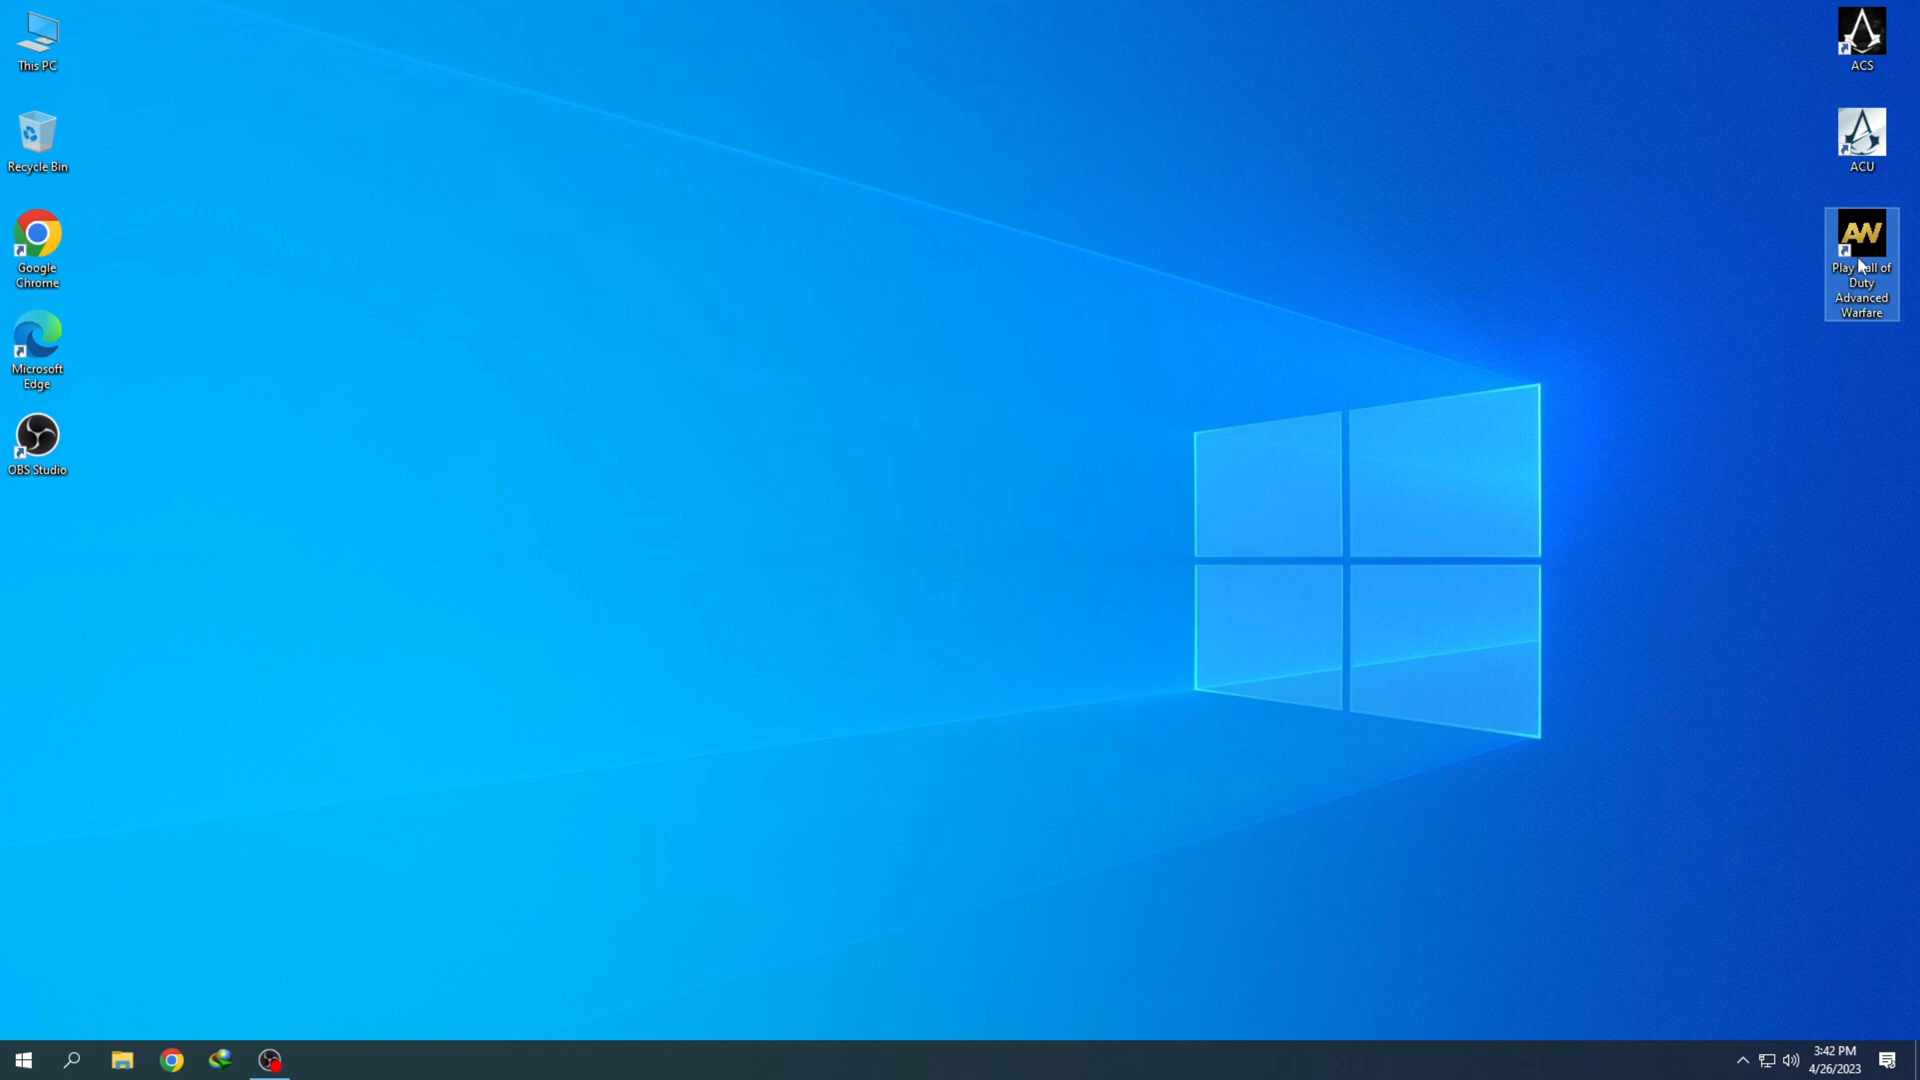 This PC
Recycle Bin
Google
Chrome
Microsoft
Edge
OBS Studio
ACS
ACU
AW
Play all of
Duty
Advanced
Warfare
3:42 PM
4/26/2023